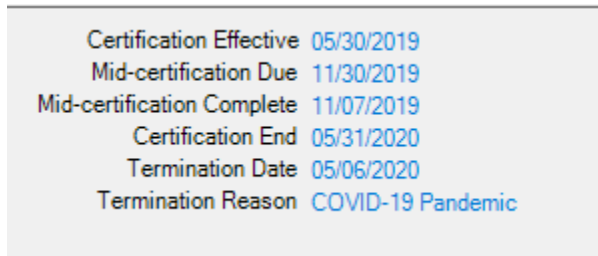 Certification Effective 05/30/2019
Mid-certification Due 11/30/2019
Mid-certification Complete 11/07/2019
Certification End 05/31/2020
Termination Date 05/06/2020
Termination Reason COVID-19 Pandemic